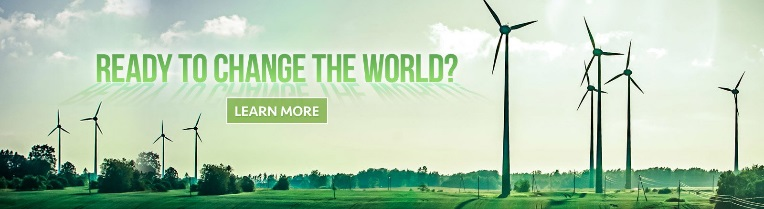 READY TO CHANGE THE WORLD?
LEARN MORE